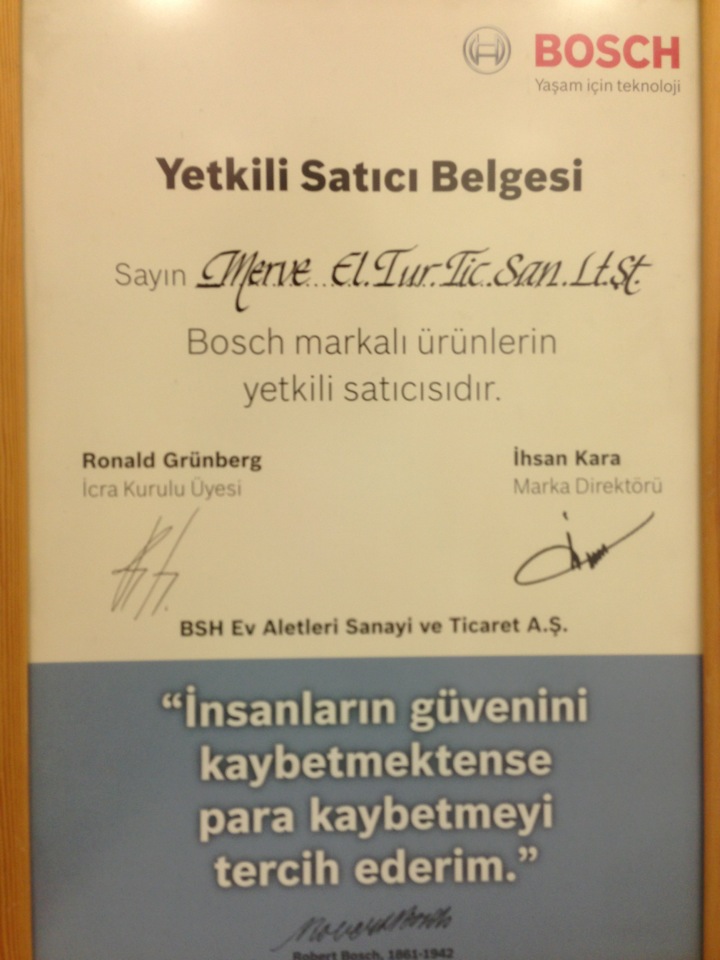 BOSCH
Yaşam için teknoloji
Yetkili Satıcı Belgesi
Sayın Merve El.Tur.Tic.San.Lt.Şt.
Bosch markalı ürünlerin
yetkili satıcısıdır.
Ronald Grünberg İhsan Kara
İcra Kurulu Üyesi Marka Direktörü
BSH Ev Aletleri Sanayi ve Ticaret A.Ş.
“İnsanların güvenini
kaybetmektense
para kaybetmeyi
tercih ederim.”
Robert Bosch
Robert Bosch, 1861-1942